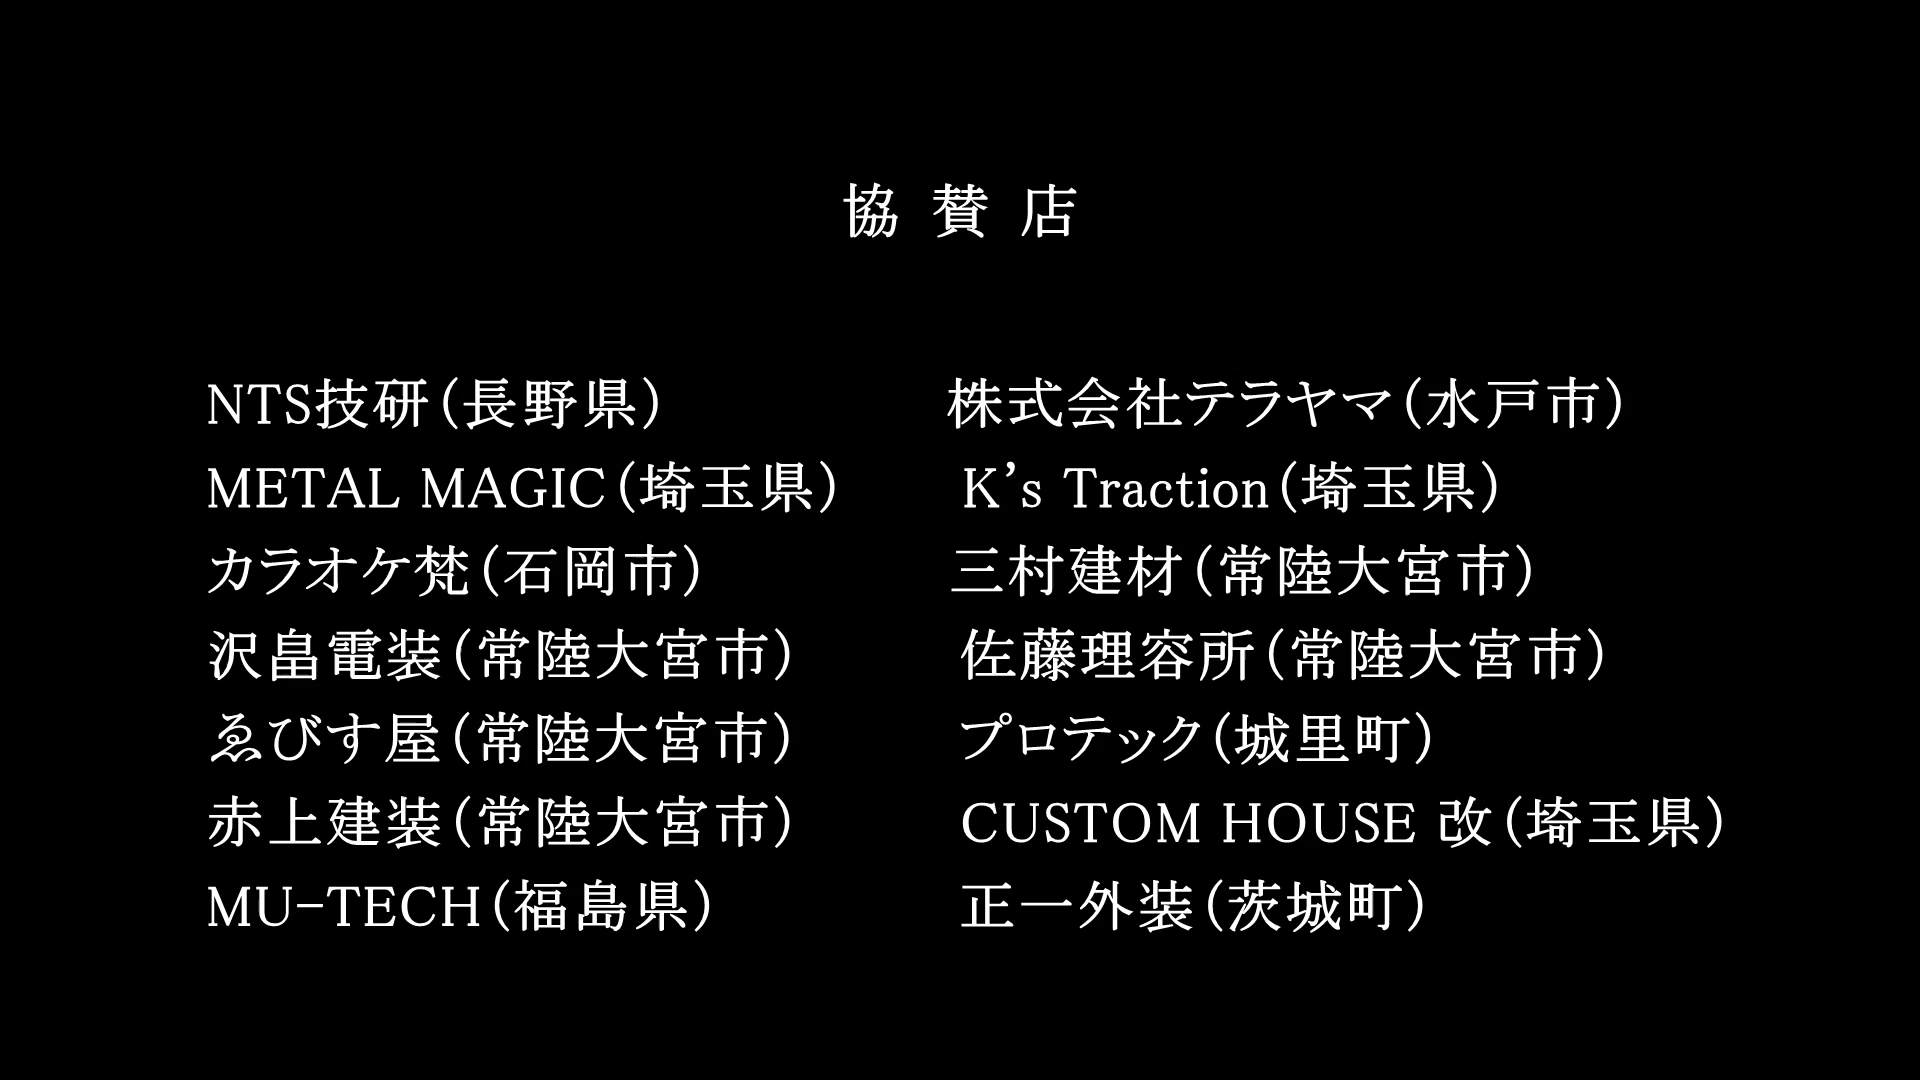 協 賛 店
NTS技研（長野県）
METAL MAGIC（埼玉県）
カラオケ梵（石岡市）
沢畠電装（常陸大宮市）
ゑびす屋（常陸大宮市）
赤上建装（常陸大宮市）
MU-TECH（福島県）
株式会社テラヤマ（水戸市）
K’s Traction（埼玉県）
三村建材（常陸大宮市）
佐藤理容所（常陸大宮市）
プロテック（城里町）
CUSTOM HOUSE 改（埼玉県）
正一外装（茨城町）